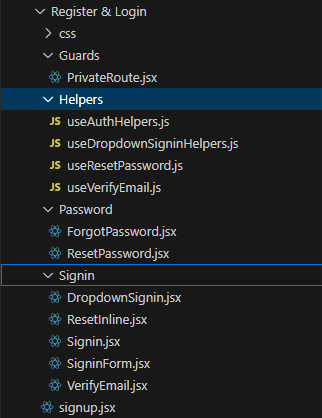 Register & Login
css
Guards
PrivateRoute.jsx
Helpers
JS useAuthHelpers.js
JS useDropdownSigninHelpers.js
JS useResetPassword.js
JS useVerifyEmail.js
Password
ForgotPassword.jsx
ResetPassword.jsx
Signin
DropdownSignin.jsx
ResetInline.jsx
Signin.jsx
SigninForm.jsx
VerifyEmail.jsx
signup.jsx